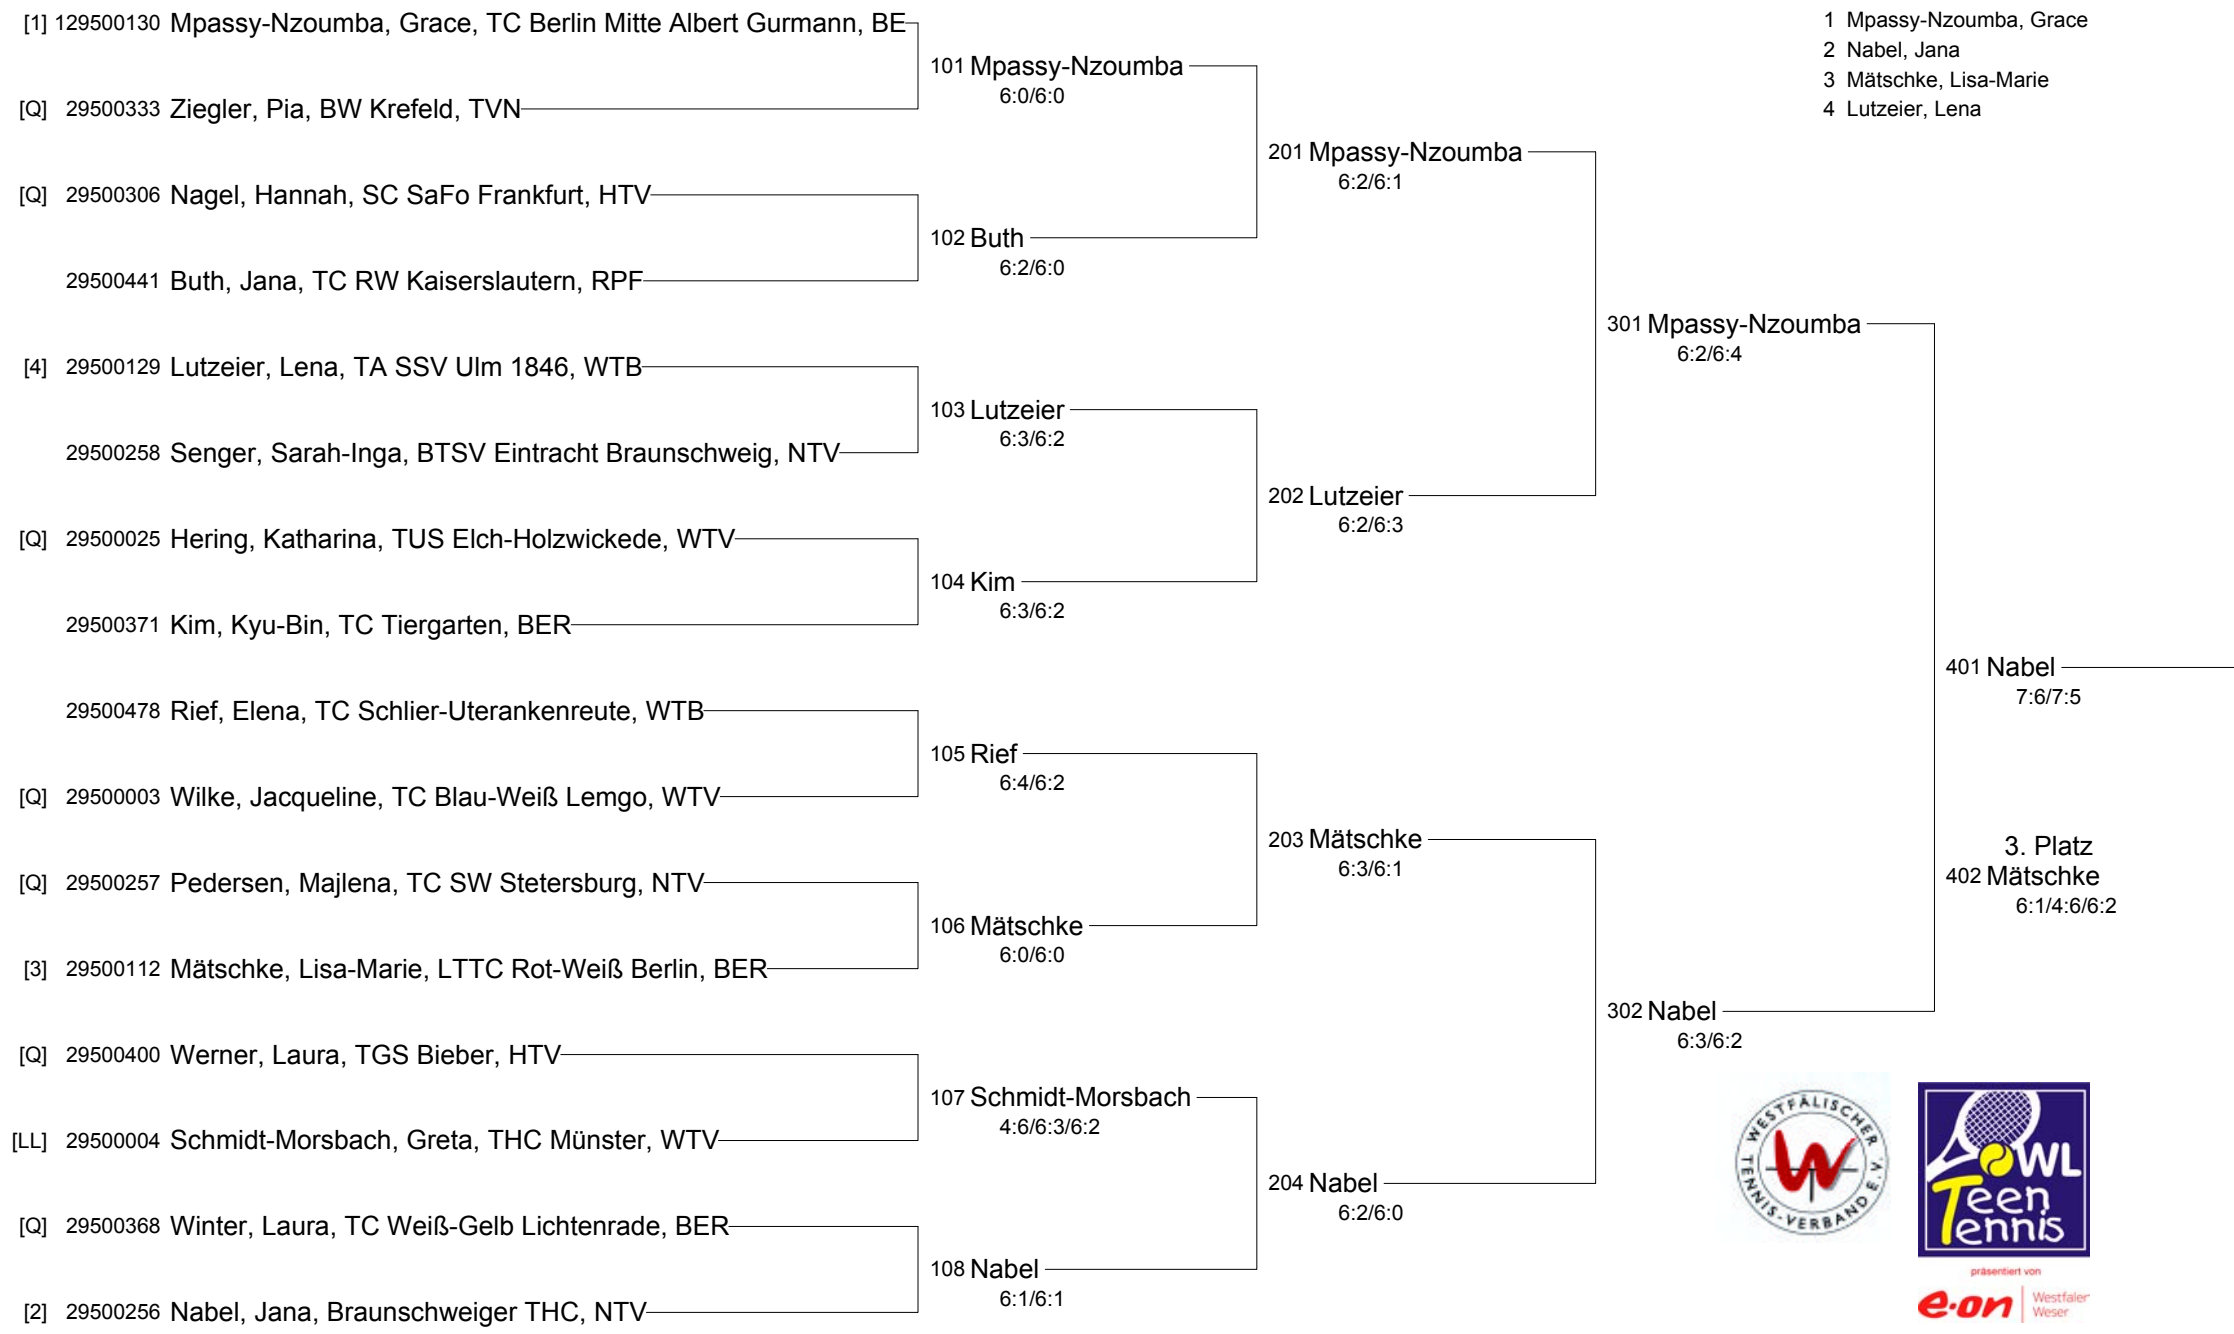 [1] 129500130 Mpassy-Nzoumba, Grace, TC Berlin Mitte Albert Gurmann, BE
[Q] 29500333 Ziegler, Pia, BW Krefeld, TVN
[Q] 29500306 Nagel, Hannah, SC SaFo Frankfurt, HTV
29500441 Buth, Jana, TC RW Kaiserslautern, RPF
[4] 29500129 Lutzeier, Lena, TA SSV Ulm 1846, WTB
29500258 Senger, Sarah-Inga, BTSV Eintracht Braunschweig, NTV
[Q] 29500025 Hering, Katharina, TUS Elch-Holzwickede, WTV
29500371 Kim, Kyu-Bin, TC Tiergarten, BER
29500478 Rief, Elena, TC Schlier-Uterankenreute, WTB
[Q] 29500003 Wilke, Jacqueline, TC Blau-Weiß Lemgo, WTV
[Q] 29500257 Pedersen, Majlena, TC SW Stetersburg, NTV
[3] 29500112 Mätschke, Lisa-Marie, LTTC Rot-Weiß Berlin, BER
[Q] 29500400 Werner, Laura, TGS Bieber, HTV
[LL] 29500004 Schmidt-Morsbach, Greta, THC Münster, WTV
[Q] 29500368 Winter, Laura, TC Weiß-Gelb Lichtenrade, BER
[2] 29500256 Nabel, Jana, Braunschweiger THC, NTV
101 Mpassy-Nzoumba
6:0/6:0
102 Buth
6:2/6:0
103 Lutzeier
6:3/6:2
104 Kim
6:3/6:2
105 Rief
6:4/6:2
106 Mätschke
6:0/6:0
107 Schmidt-Morsbach
4:6/6:3/6:2
108 Nabel
6:1/6:1
201 Mpassy-Nzoumba
6:2/6:1
202 Lutzeier
6:2/6:3
203 Mätschke
6:3/6:1
204 Nabel
6:2/6:0
301 Mpassy-Nzoumba
6:2/6:4
302 Nabel
6:3/6:2
401 Nabel
7:6/7:5
3. Platz
402 Mätschke
6:1/4:6/6:2
1 Mpassy-Nzoumba, Grace
2 Nabel, Jana
3 Mätschke, Lisa-Marie
4 Lutzeier, Lena
WESTFÄLISCHER TENNIS-VERBAND E.V.
OWL
Teen
Tennis
präsentiert von
e·on Westfalen
Weser